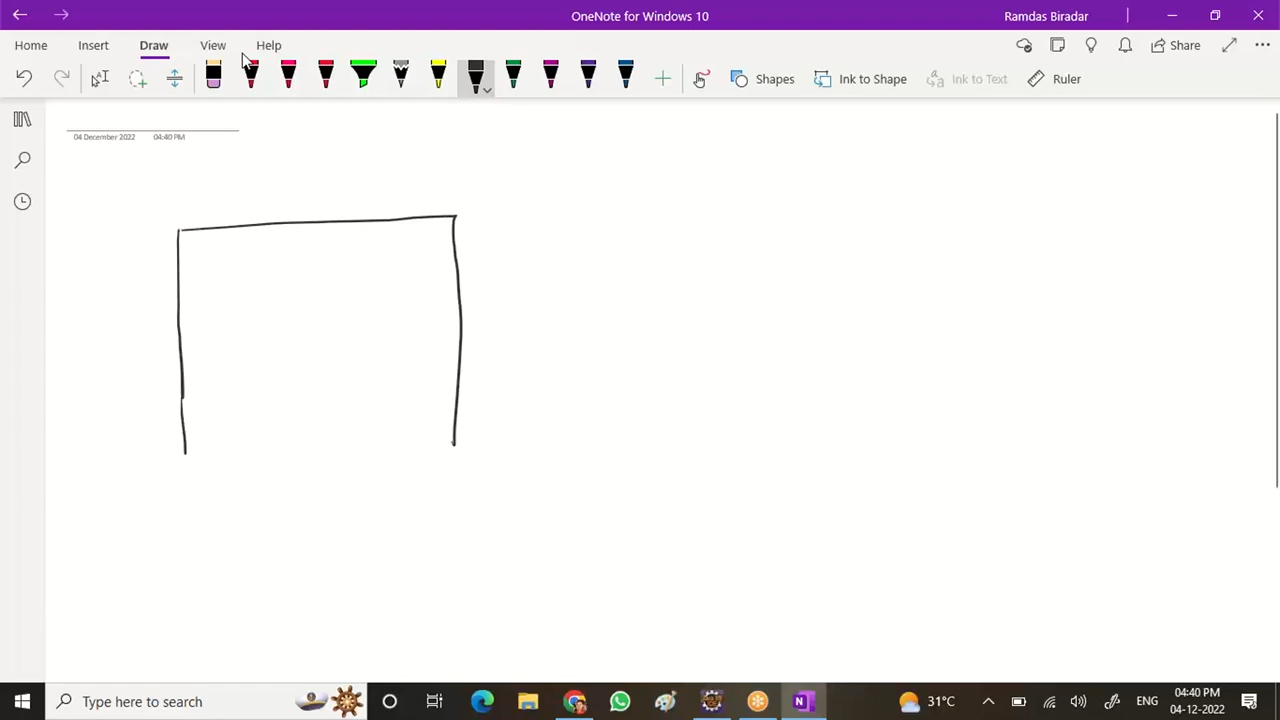 OneNote for Windows 10
Ramdas Biradar
Home Insert Draw View Help
Share
Shapes Ink to Shape Ink to Text Ruler
04 December 2022 04:40 PM
Type here to search
31°C
ENG
04:40 PM
04-12-2022